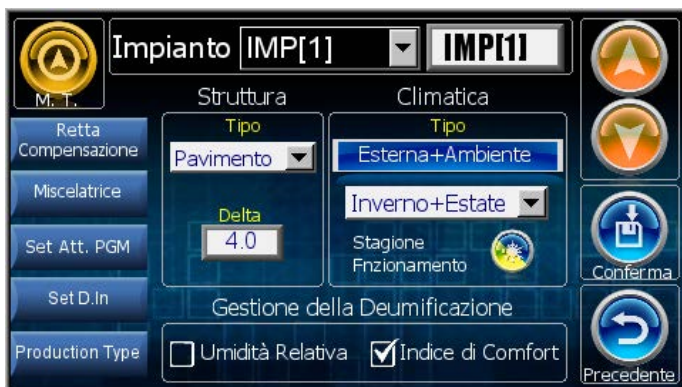 Impianto IMP[1] IMP[1]
M. T.
Struttura
Climatica
Retta
Compensazione
Miscelatrice
Set Att. PGM
Set D.In
Production Type
Tipo
Pavimento
Delta
4.0
Tipo
Esterna+Ambiente
Inverno+Estate
Stagione
Fnzionamento
Gestione della Deumificazione
Umidità Relativa
Indice di Comfort
Conferma
Precedente